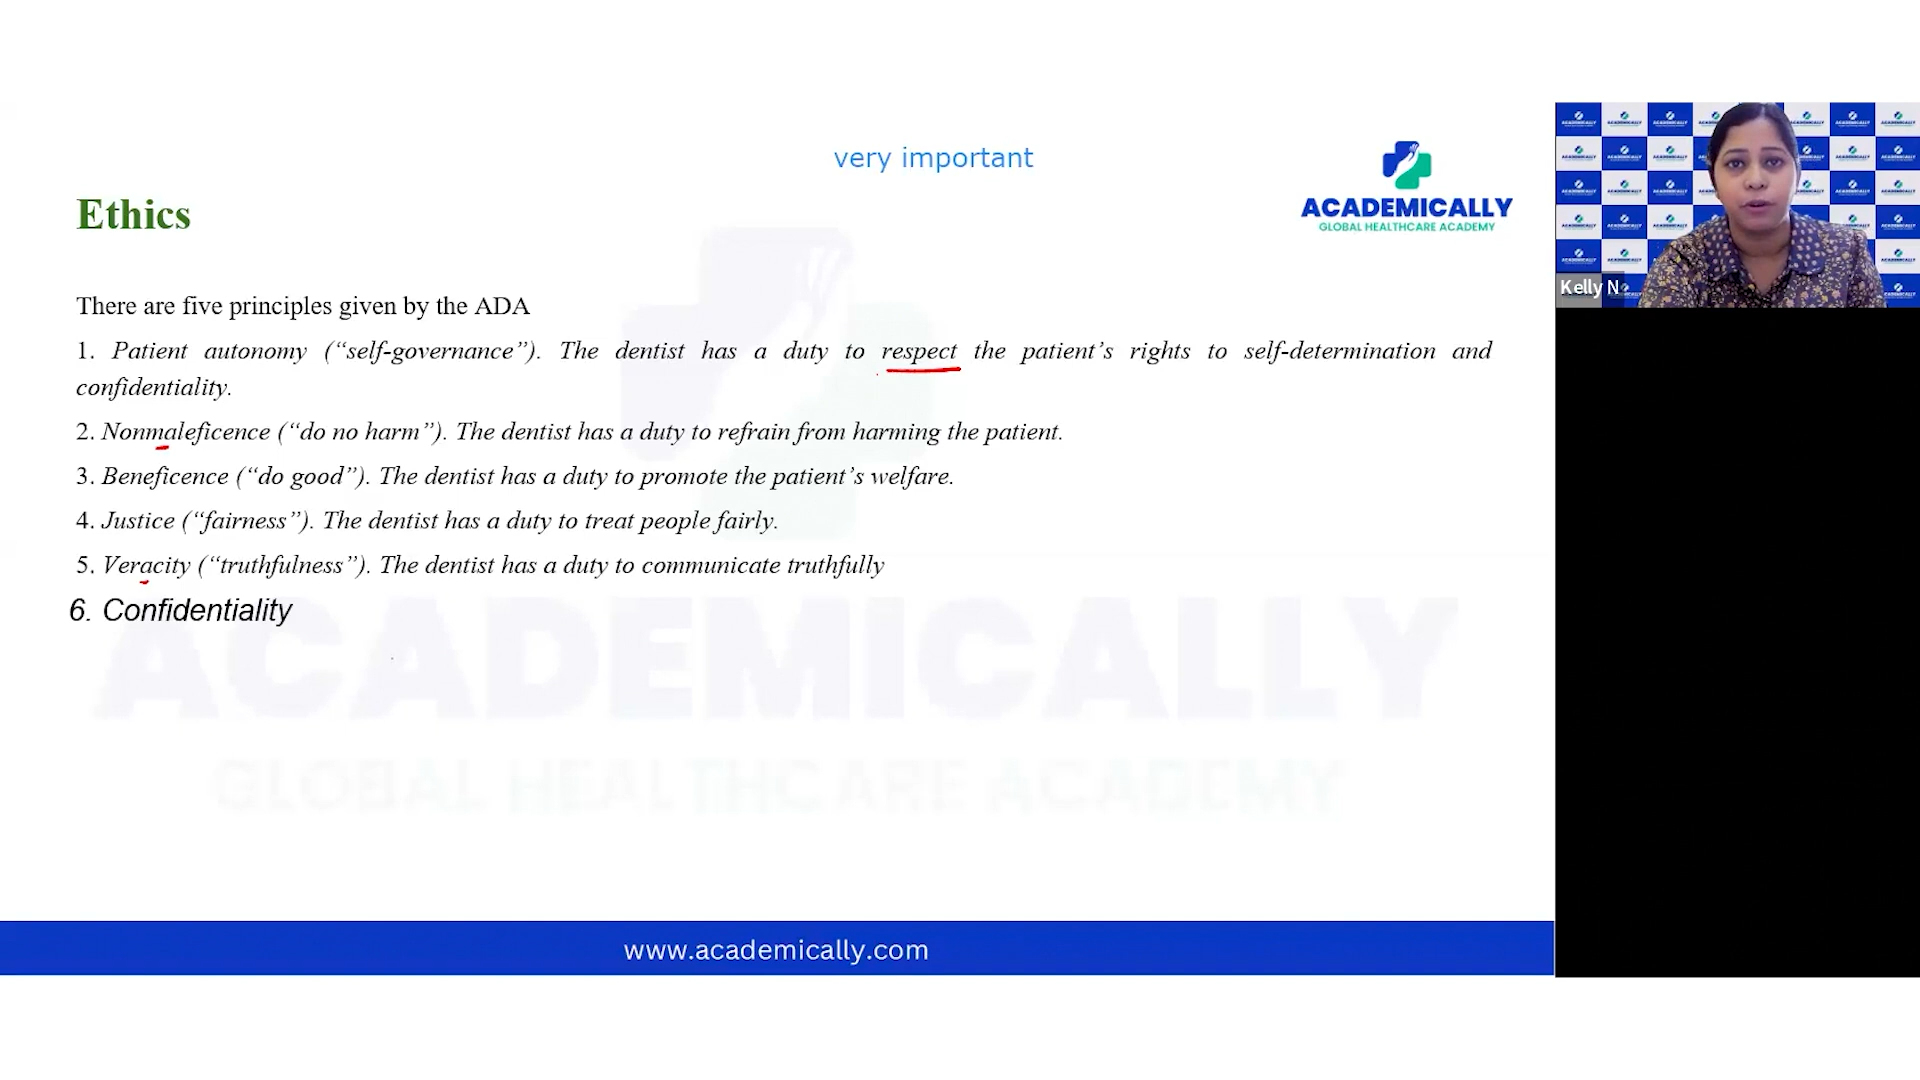 very important
Ethics
ACADEMICALLY
GLOBAL HEALTHCARE ACADEMY
There are five principles given by the ADA
1. Patient autonomy (“self-governance”). The dentist has a duty to respect the patient’s rights to self-determination and
confidentiality.
2. Nonmaleficence (“do no harm”). The dentist has a duty to refrain from harming the patient.
3. Beneficence (“do good”). The dentist has a duty to promote the patient’s welfare.
4. Justice (“fairness”). The dentist has a duty to treat people fairly.
5. Veracity (“truthfulness”). The dentist has a duty to communicate truthfully
6. Confidentiality
ACADEMICALLY
GLOBAL HEALTHCARE ACADEMY
www.academically.com
Kelly N